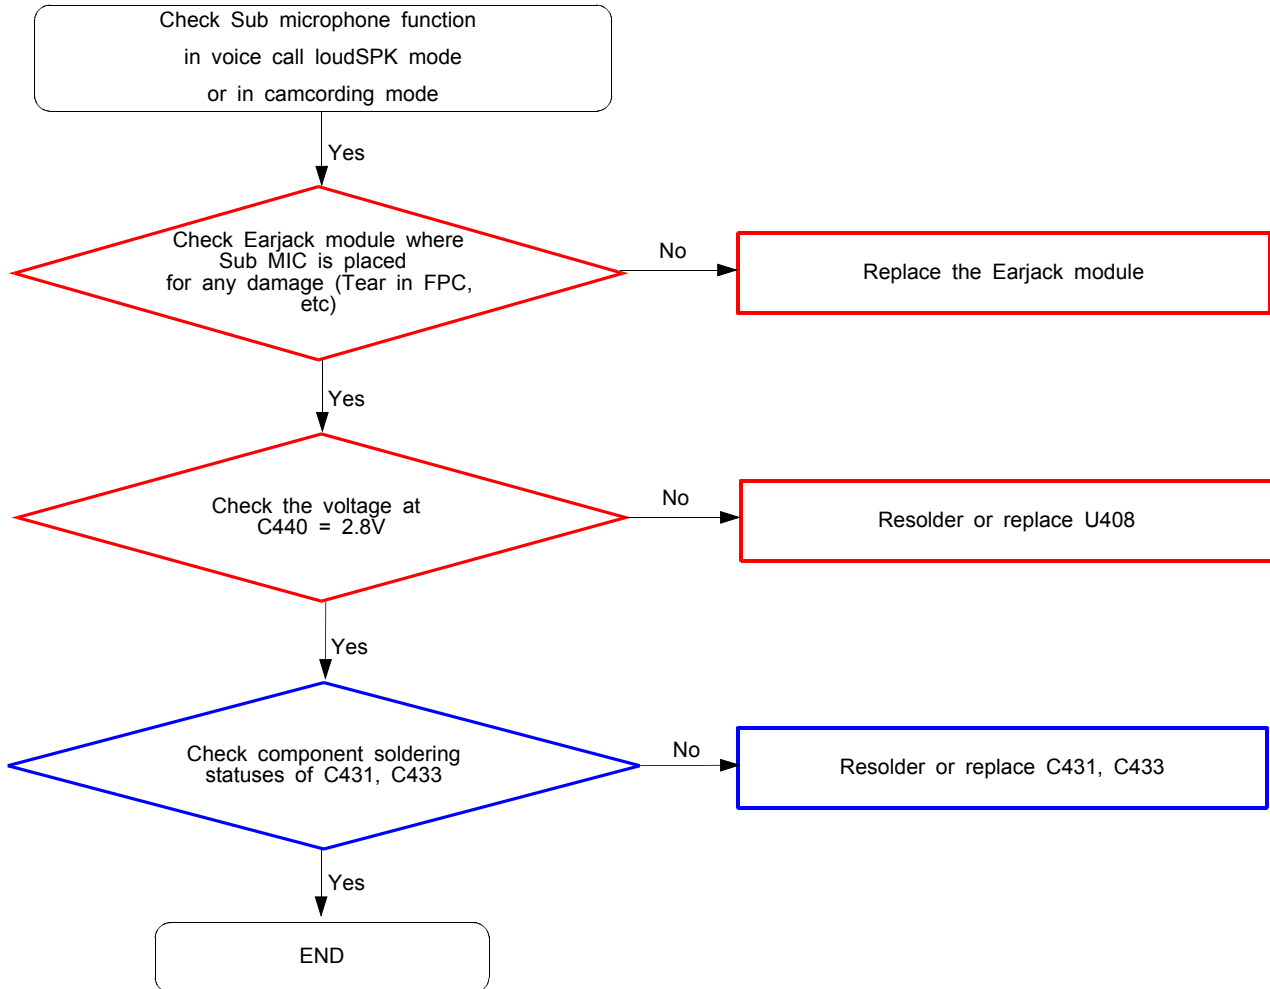 Check Sub microphone function
in voice call loudSPK mode
or in camcording mode
Yes
Check Earjack module where
Sub MIC is placed
for any damage (Tear in FPC,
etc)
No
Replace the Earjack module
Yes
Check the voltage at
C440 = 2.8V
No
Resolder or replace U408
Yes
Check component soldering
statuses of C431, C433
No
Resolder or replace C431, C433
Yes
END